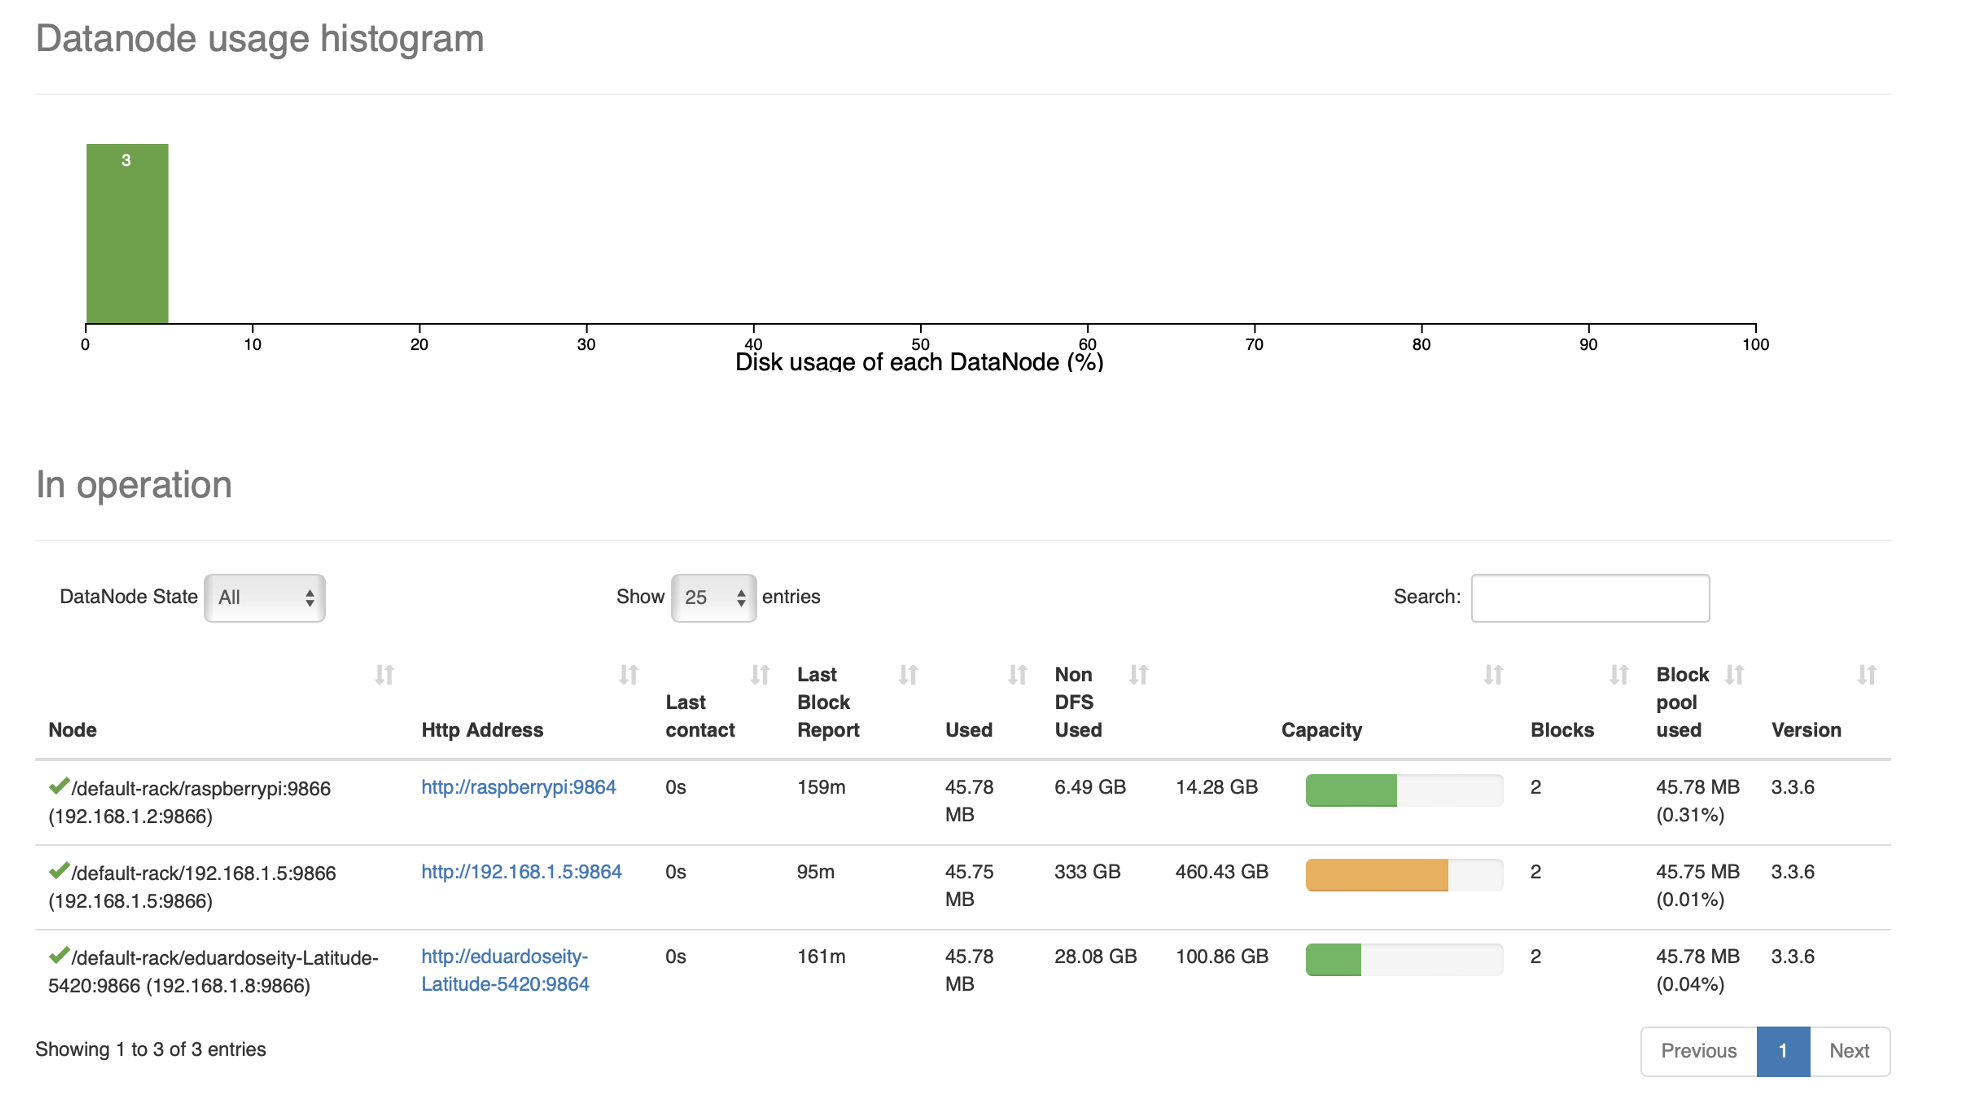 Datanode usage histogram
3
0 10 20 30 40 50 60 70 80 90 100
Disk usage of each DataNode (%)
In operation
DataNode State All Show 25 entries Search:
Node Http Address Last contact Last Block Report Used Non DFS Used Capacity Blocks Block pool used Version
/default-rack/raspberrypi:9866 http://raspberrypi:9864 0s 159m 45.78 6.49 GB 14.28 GB 2 45.78 MB 3.3.6
(192.168.1.2:9866) MB (0.31%)
/default-rack/192.168.1.5:9866 http://192.168.1.5:9864 0s 95m 45.75 333 GB 460.43 GB 2 45.75 MB 3.3.6
(192.168.1.5:9866) MB (0.01%)
/default-rack/eduardoseity-Latitude- http://eduardoseity- 0s 161m 45.78 28.08 GB 100.86 GB 2 45.78 MB 3.3.6
5420:9866 (192.168.1.8:9866) Latitude-5420:9864 MB (0.04%)
Showing 1 to 3 of 3 entries Previous 1 Next